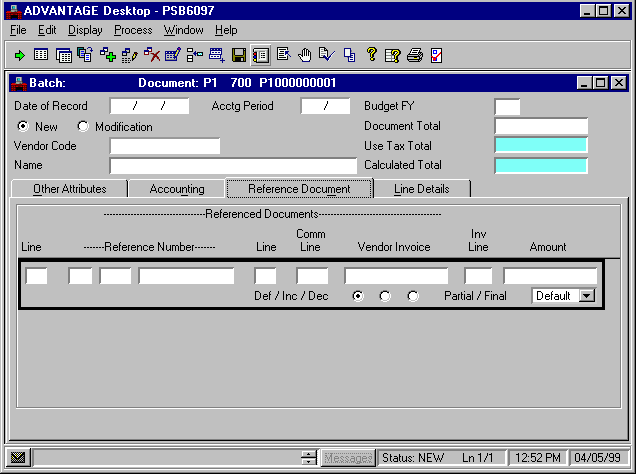 ADVANTAGE Desktop - PSB6097
File Edit Display Process Window Help
Batch: Document: P1 700 P1000000001
Date of Record / / Acctg Period / Budget FY
New Modification Document Total
Vendor Code Use Tax Total
Name Calculated Total
Other Attributes Accounting Reference Document Line Details
--------------------------------Referenced Documents---------------------------------------
Comm Inv
Line -------Reference Number------- Line Line Vendor Invoice Line Amount
Def / Inc / Dec Partial / Final Default
Messages Status: NEW Ln 1/1 12:52 PM 04/05/99